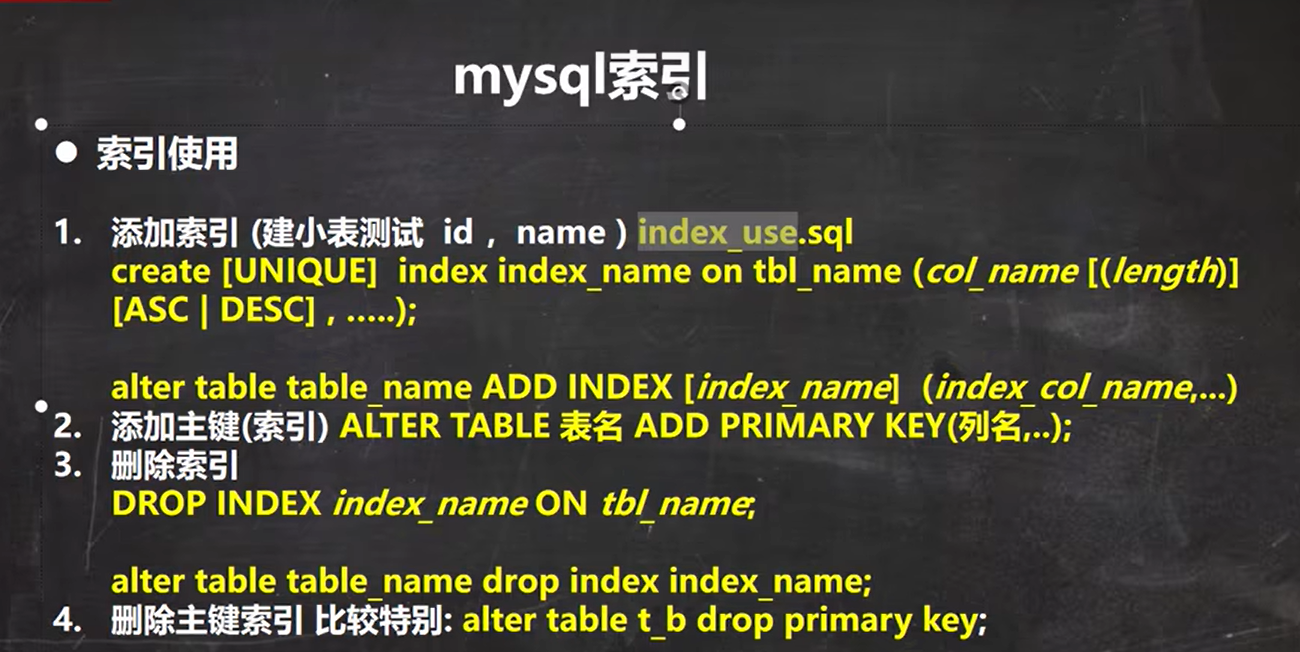 mysql索引
● 索引使用
1. 添加索引 (建小表测试 id , name ) index_use.sql
create [UNIQUE] index index_name on tbl_name (col_name [(length)]
[ASC | DESC] , …..);
alter table table_name ADD INDEX [index_name] (index_col_name,...)
2. 添加主键(索引) ALTER TABLE 表名 ADD PRIMARY KEY(列名,..);
3. 删除索引
DROP INDEX index_name ON tbl_name;
alter table table_name drop index index_name;
4. 删除主键索引 比较特别: alter table t_b drop primary key;